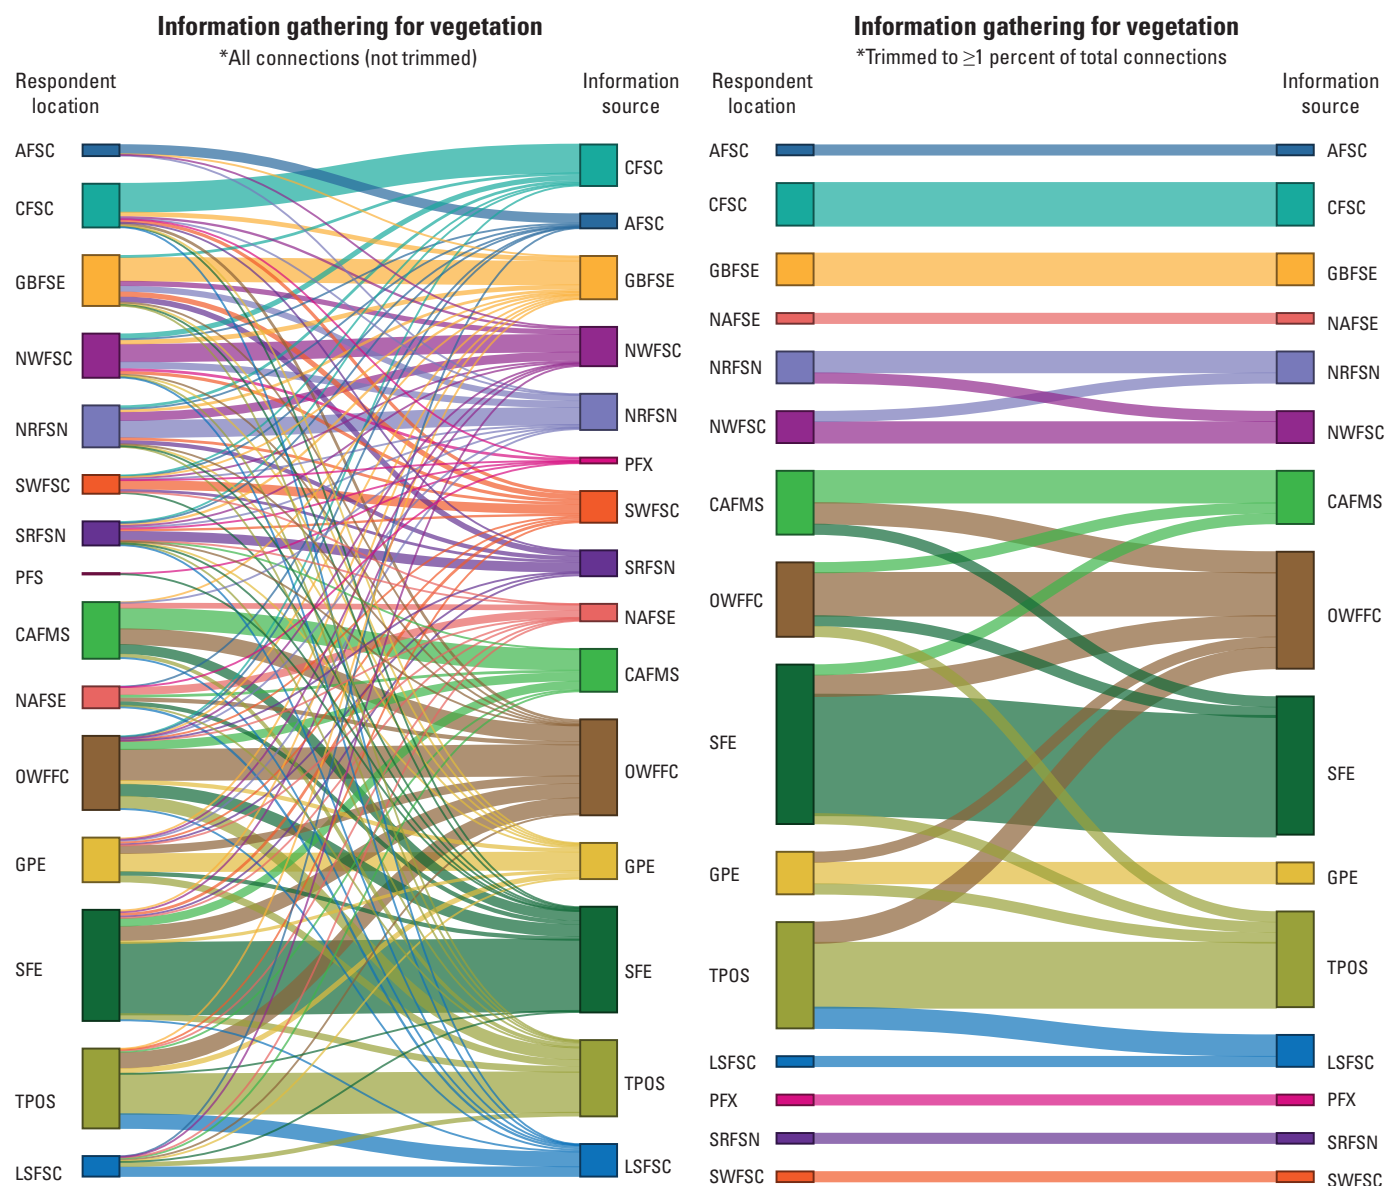 Information gathering for vegetation
*All connections (not trimmed)
Respondent
location
Information
source
AFSC
CFSC
GBFSE
NWFSC
NRFSN
SWFSC
SRFSN
PFS
CAFMS
NAFSE
OWFFC
GPE
SFE
TPOS
LSFSC
CFSC
AFSC
GBFSE
NWFSC
NRFSN
PFX
SWFSC
SRFSN
NAFSE
CAFMS
OWFFC
GPE
SFE
TPOS
LSFSC
Information gathering for vegetation
*Trimmed to ≥1 percent of total connections
Respondent
location
Information
source
AFSC
CFSC
GBFSE
NAFSE
NRFSN
NWFSC
CAFMS
OWFFC
SFE
GPE
TPOS
LSFSC
PFX
SRFSN
SWFSC
AFSC
CFSC
GBFSE
NAFSE
NRFSN
NWFSC
CAFMS
OWFFC
SFE
GPE
TPOS
LSFSC
PFX
SRFSN
SWFSC